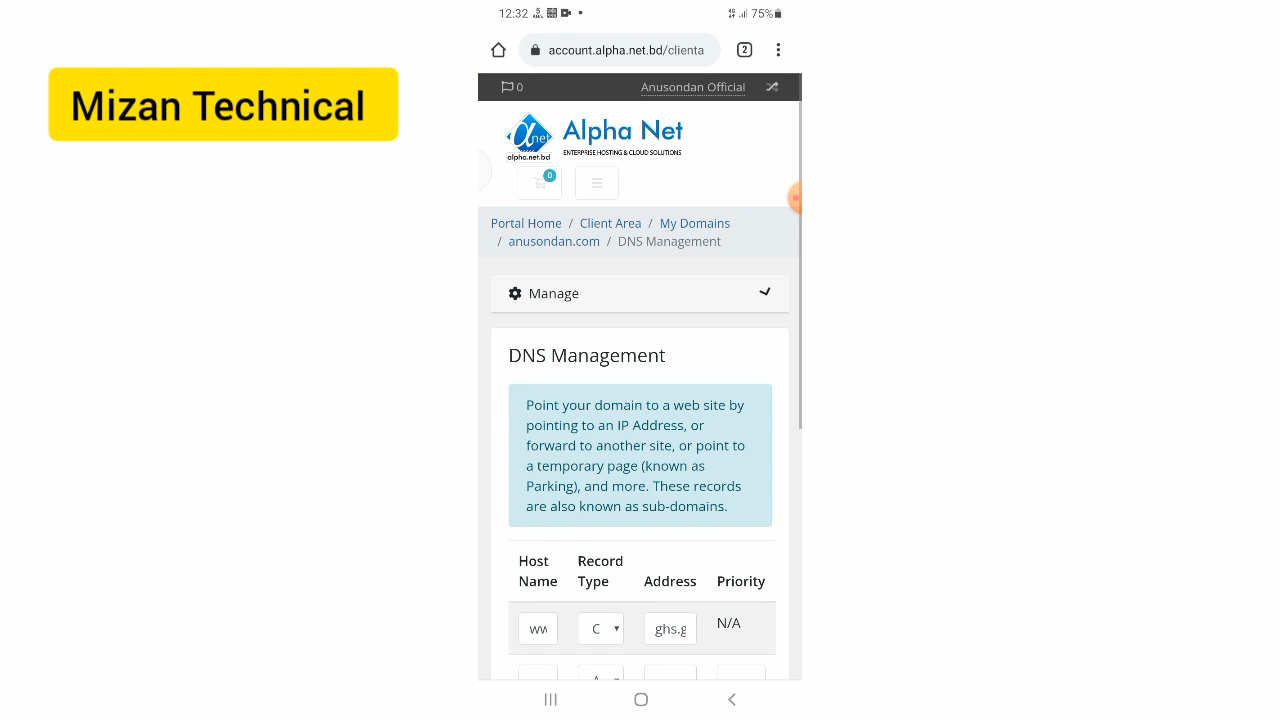 Mizan Technical
12:32
75%
account.alpha.net.bd/clienta
2
0
Anusondan Official
αnet
Alpha Net
alpha.net.bd
ENTERPRISE HOSTING & CLOUD SOLUTIONS
0
Portal Home / Client Area / My Domains
/ anusondan.com / DNS Management
Manage
DNS Management
Point your domain to a web site by
pointing to an IP Address, or
forward to another site, or point to
a temporary page (known as
Parking), and more. These records
are also known as sub-domains.
Host Name
Record Type
Address
Priority
ww
C
ghs.g
N/A